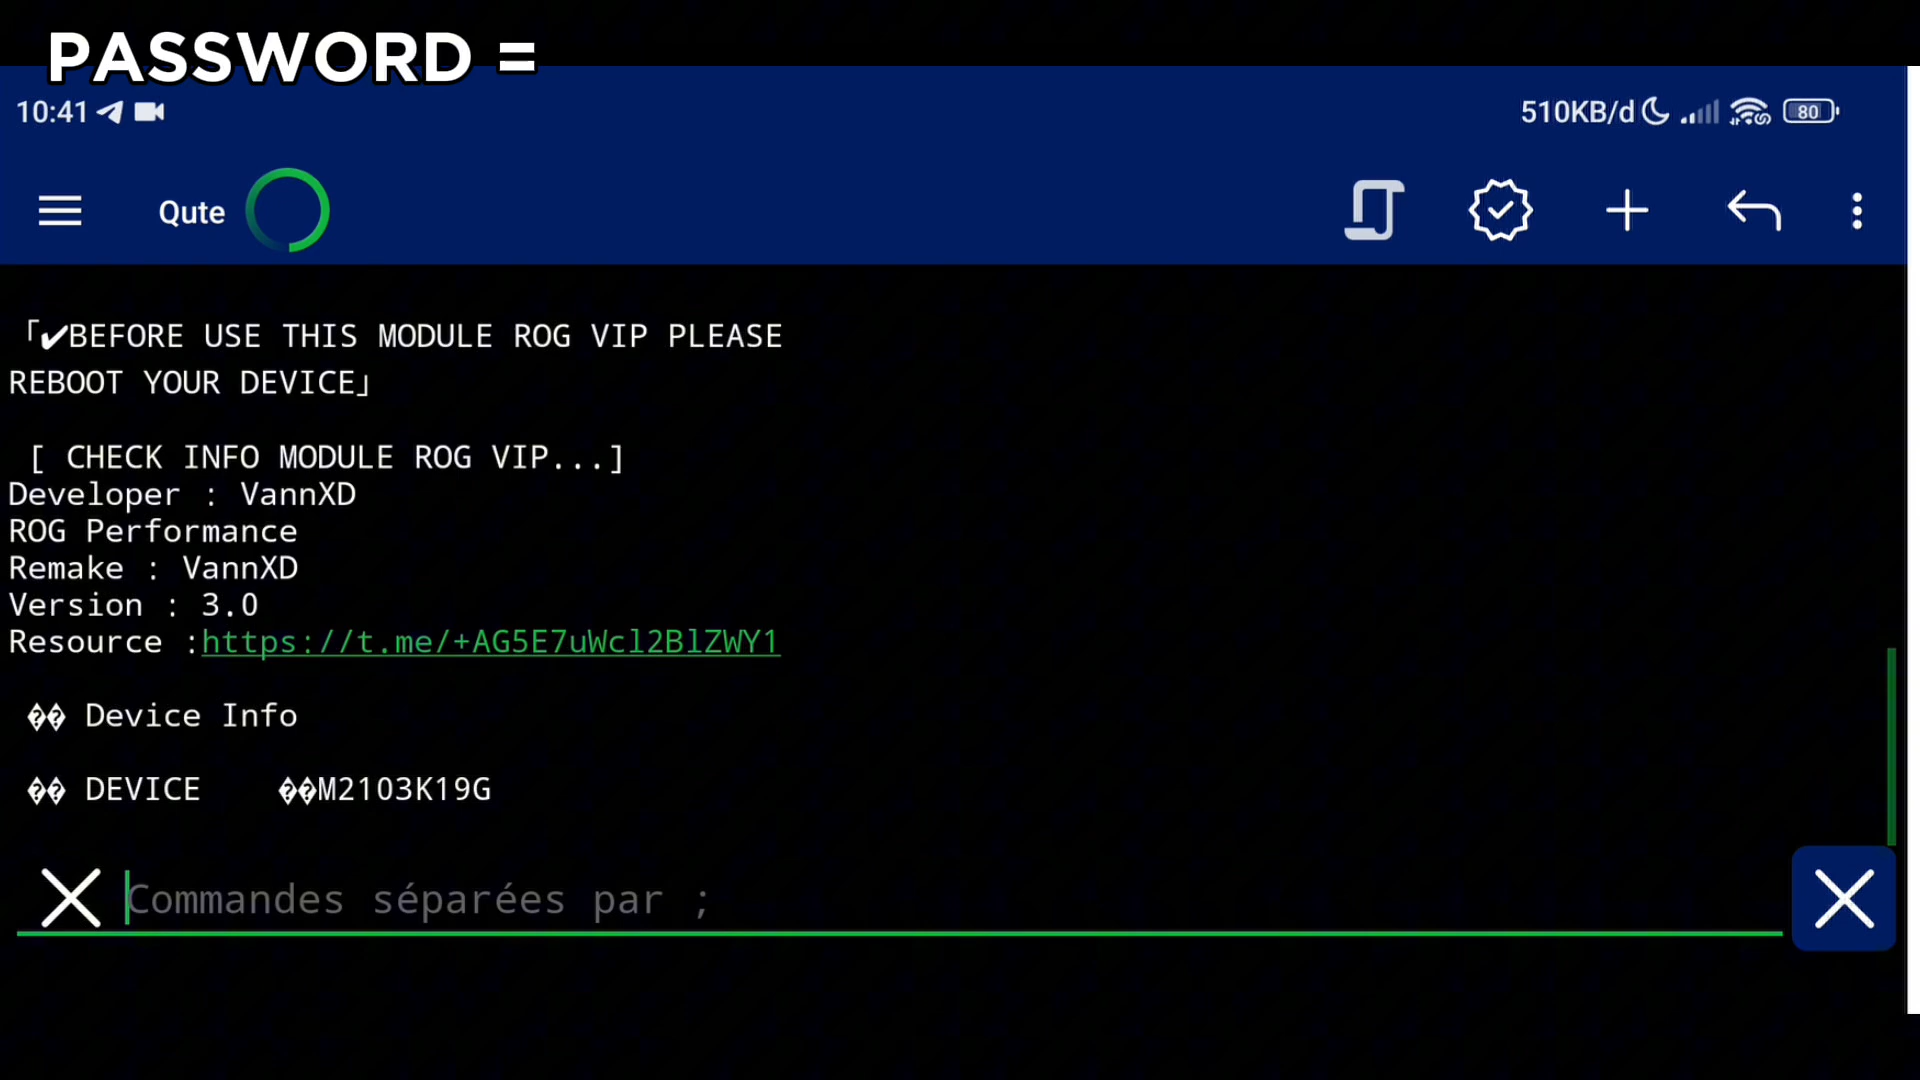 PASSWORD =
10:41 510KB/d 80
Qute
「✔BEFORE USE THIS MODULE ROG VIP PLEASE
REBOOT YOUR DEVICE」
[ CHECK INFO MODULE ROG VIP...]
Developer : VannXD
ROG Performance
Remake : VannXD
Version : 3.0
Resource :https://t.me/+AG5E7uWcl2BlZWY1
�� Device Info
�� DEVICE ��M2103K19G
Commandes séparées par ;